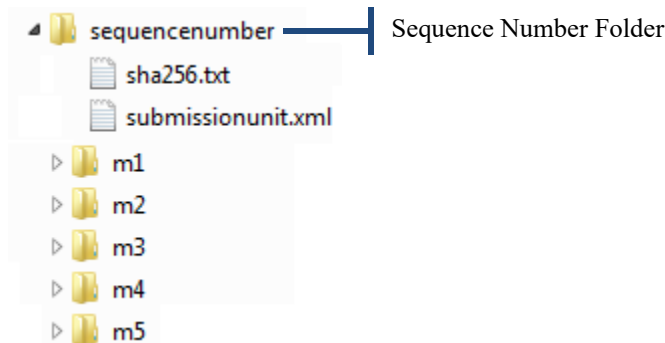 sequencenumber
Sequence Number Folder
sha256.txt
submissionunit.xml
m1
m2
m3
m4
m5